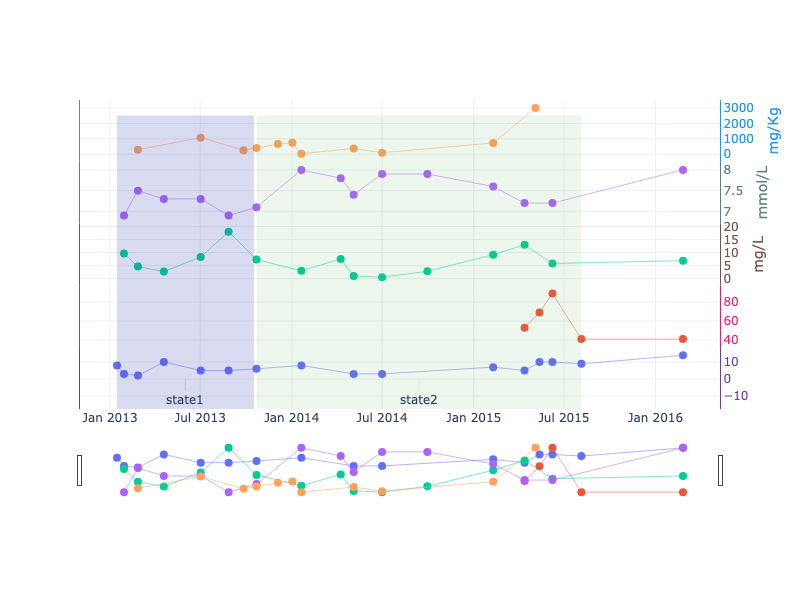 3000
2000
1000
0
mg/Kg
8
7.5
7
mmol/L
20
15
10
5
0
mg/L
80
60
40
10
0
−10
state1
state2
Jan 2013
Jul 2013
Jan 2014
Jul 2014
Jan 2015
Jul 2015
Jan 2016